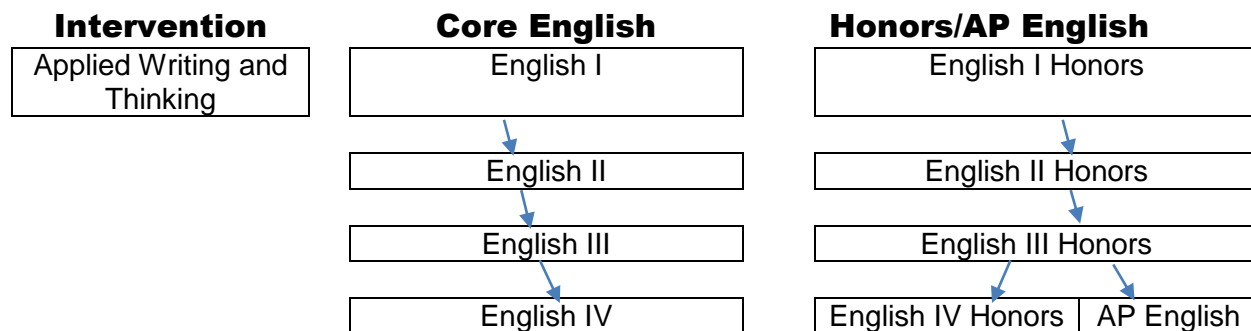 Intervention
Applied Writing and
Thinking
Core English
English I
English II
English III
English IV
Honors/AP English
English I Honors
English II Honors
English III Honors
English IV Honors
AP English